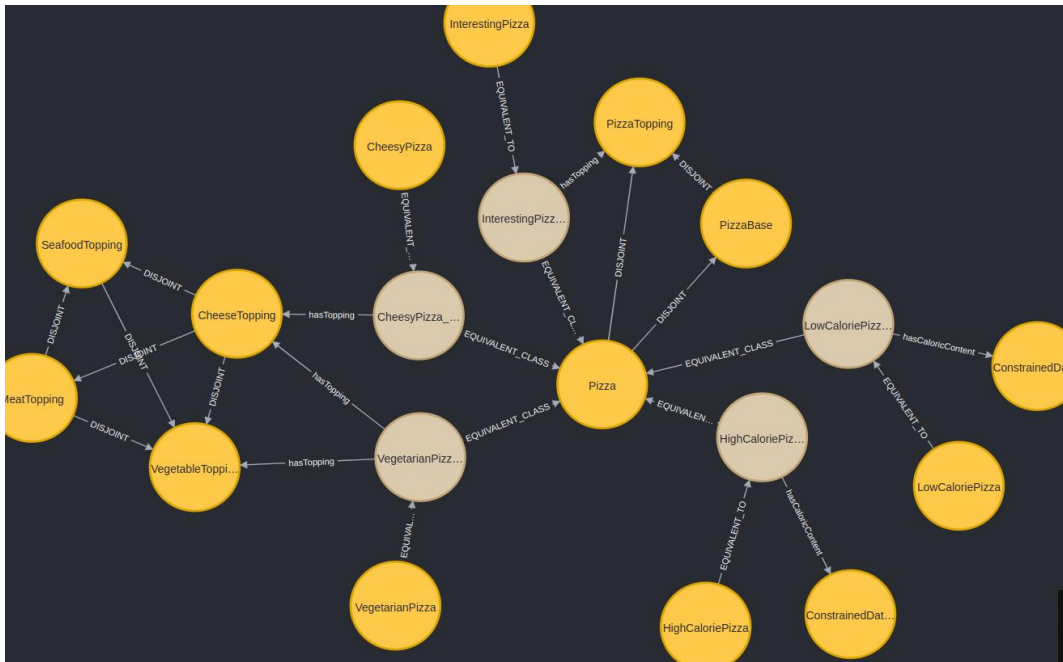 InterestingPizza
EQUIVALENT_TO
PizzaTopping
CheesyPizza
hasTopping
DISJOINT
EQUIVALENT_...
InterestingPizz...
PizzaBase
SeafoodTopping
DISJOINT
DISJOINT
EQUIVALENT_CL...
DISJOINT
CheeseTopping
hasTopping
CheesyPizza_...
LowCaloriePizz...
DISJOINT
DISJOINT
DISJOINT
EQUIVALENT_CLASS
EQUIVALENT_CLASS
hasCaloricContent
ConstrainedDa
Pizza
MeatTopping
DISJOINT
hasTopping
EQUIVALEN...
EQUIVALENT_TO
DISJOINT
EQUIVALENT_CLASS
HighCaloriePiz...
VegetableToppi...
hasTopping
VegetarianPizz...
LowCaloriePizza
EQUIVAL...
EQUIVALENT_TO
hasCaloricContent
VegetarianPizza
HighCaloriePizza
ConstrainedDat...